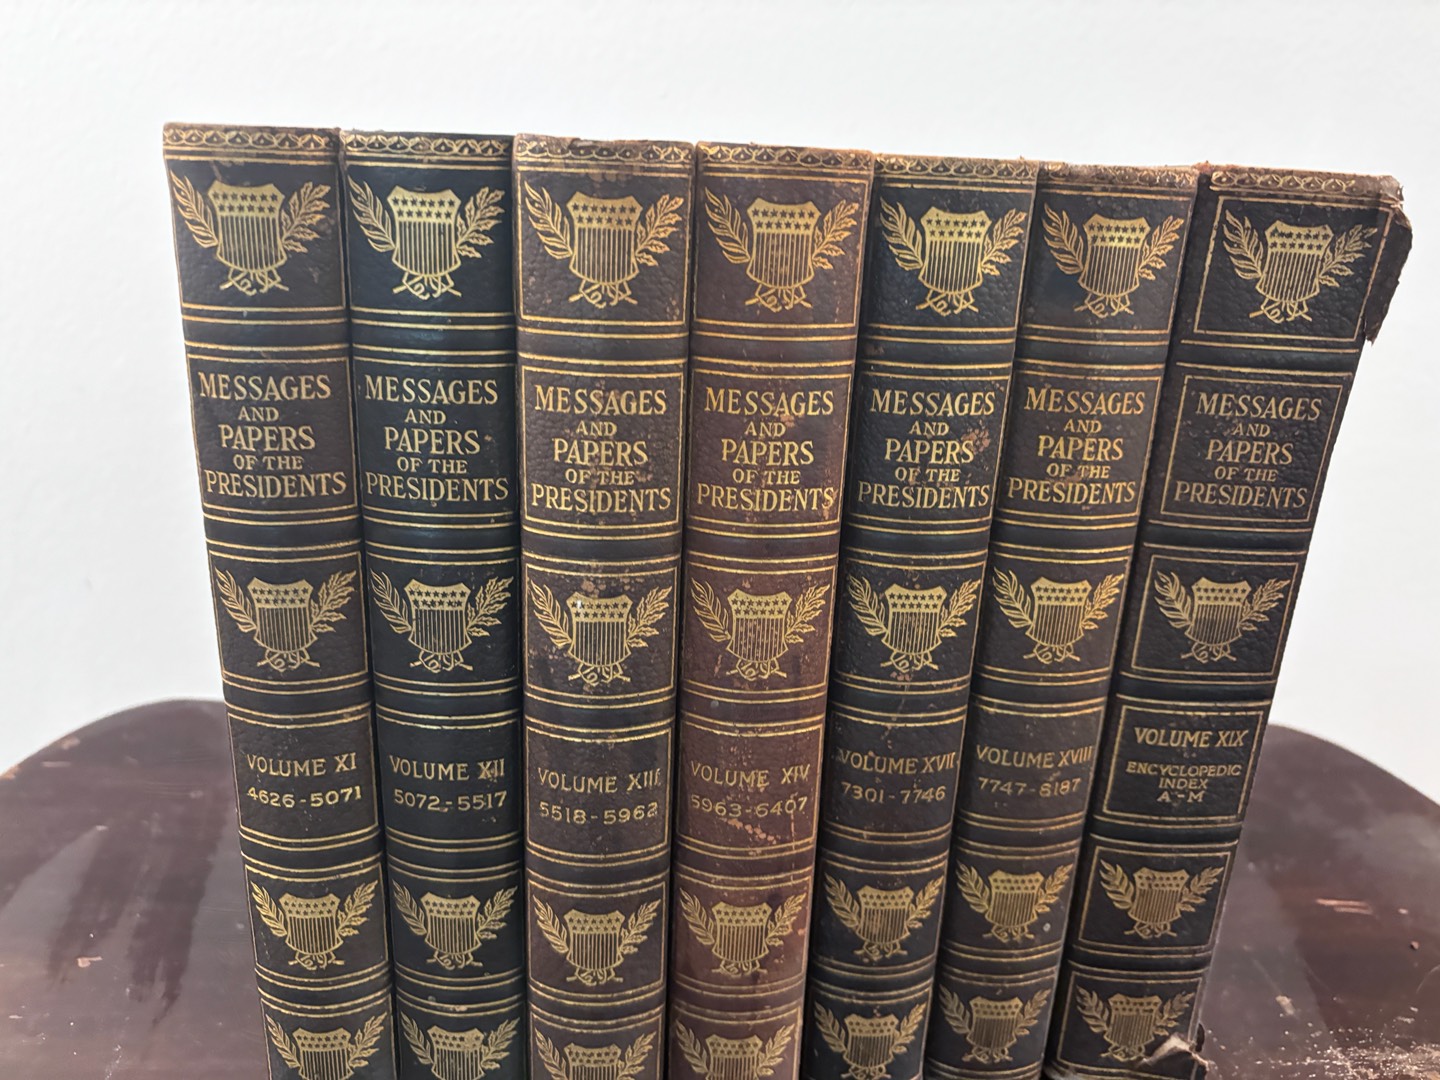 MESSAGES
AND
PAPERS
OF THE
PRESIDENTS
VOLUME XI
4626-5071
MESSAGES
AND
PAPERS
OF THE
PRESIDENTS
VOLUME XII
5072-5517
MESSAGES
AND
PAPERS
OF THE
PRESIDENTS
VOLUME XIII
5518-5962
MESSAGES
AND
PAPERS
OF THE
PRESIDENTS
VOLUME XIV
5963-6407
MESSAGES
AND
PAPERS
OF THE
PRESIDENTS
VOLUME XVII
7301-7746
MESSAGES
AND
PAPERS
OF THE
PRESIDENTS
VOLUME XVIII
7747-8187
MESSAGES
AND
PAPERS
OF THE
PRESIDENTS
VOLUME XIX
ENCYCLOPEDIC
INDEX
A-M